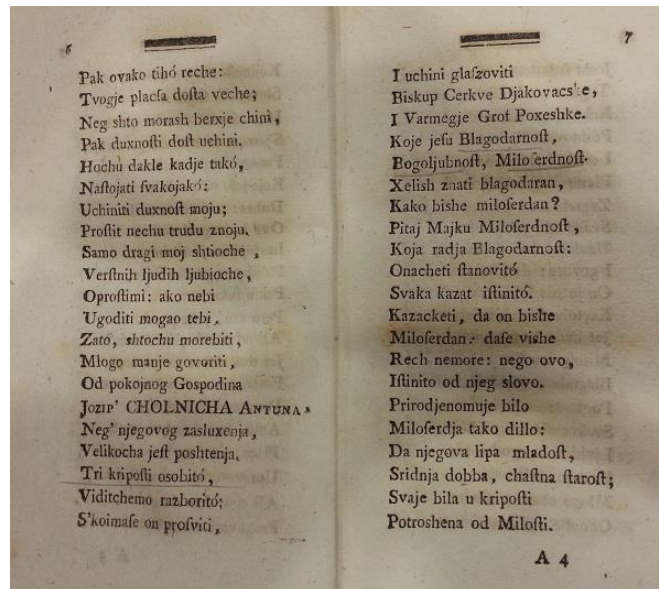 6
Pak ovako tihó reche:
Tvogje placſa doſta veche;
Neg shto morash berxje chini,
Pak duxnoſti doſt uchini.
Hochu dakle kadje takó,
Naſtojati ſvakojakó:
Uchiniti duxnoſt moju;
Proſtit nechu trudu znoju.
Samo dragi moj shtioche,
Verſtnih ljudih ljubioche,
Oproſtimi: ako nebi
Ugoditi mogao tebi,
Zato, shtochu morebiti,
Mlogo manje govoriti,
Od pokojnog Goſpodina
JOZIP' CHOLNICHA ANTUNA,
Neg' njegovog zasluxenja,
Velikocha jeſt poshtenja.
Tri kripoſti osobitó,
Viditchemo razboritó;
S'koimaſe on proſviti,
7
I uchini glaſzoviti
Biskup Cerkve Djakovacs'e,
I Varmegje Grof Poxeshke.
Koje jeſu Blagodarnoſt,
Bogoljubnoſt, Miloſerdnoſt.
Xelish znati blagodaran,
Kako bishe miloſerdan?
Pitaj Majku Miloſerdnoſt,
Koja radja Blagodarnoſt:
Onacheti ſtanovitó
Svaka kazat iſtinitó.
Kazacketi, da on bishe
Miloſerdan: daſe vishe
Rech nemore: nego ovo,
Iſtinito od njeg slovo.
Prirodjenomuje bilo
Miloſerdja tako dillo:
Da njegova lipa mladoſt,
Sridnja dobba, chaſtna ſtaroſt;
Svaje bila u kripoſti
Potroshena od Miloſti.
A 4